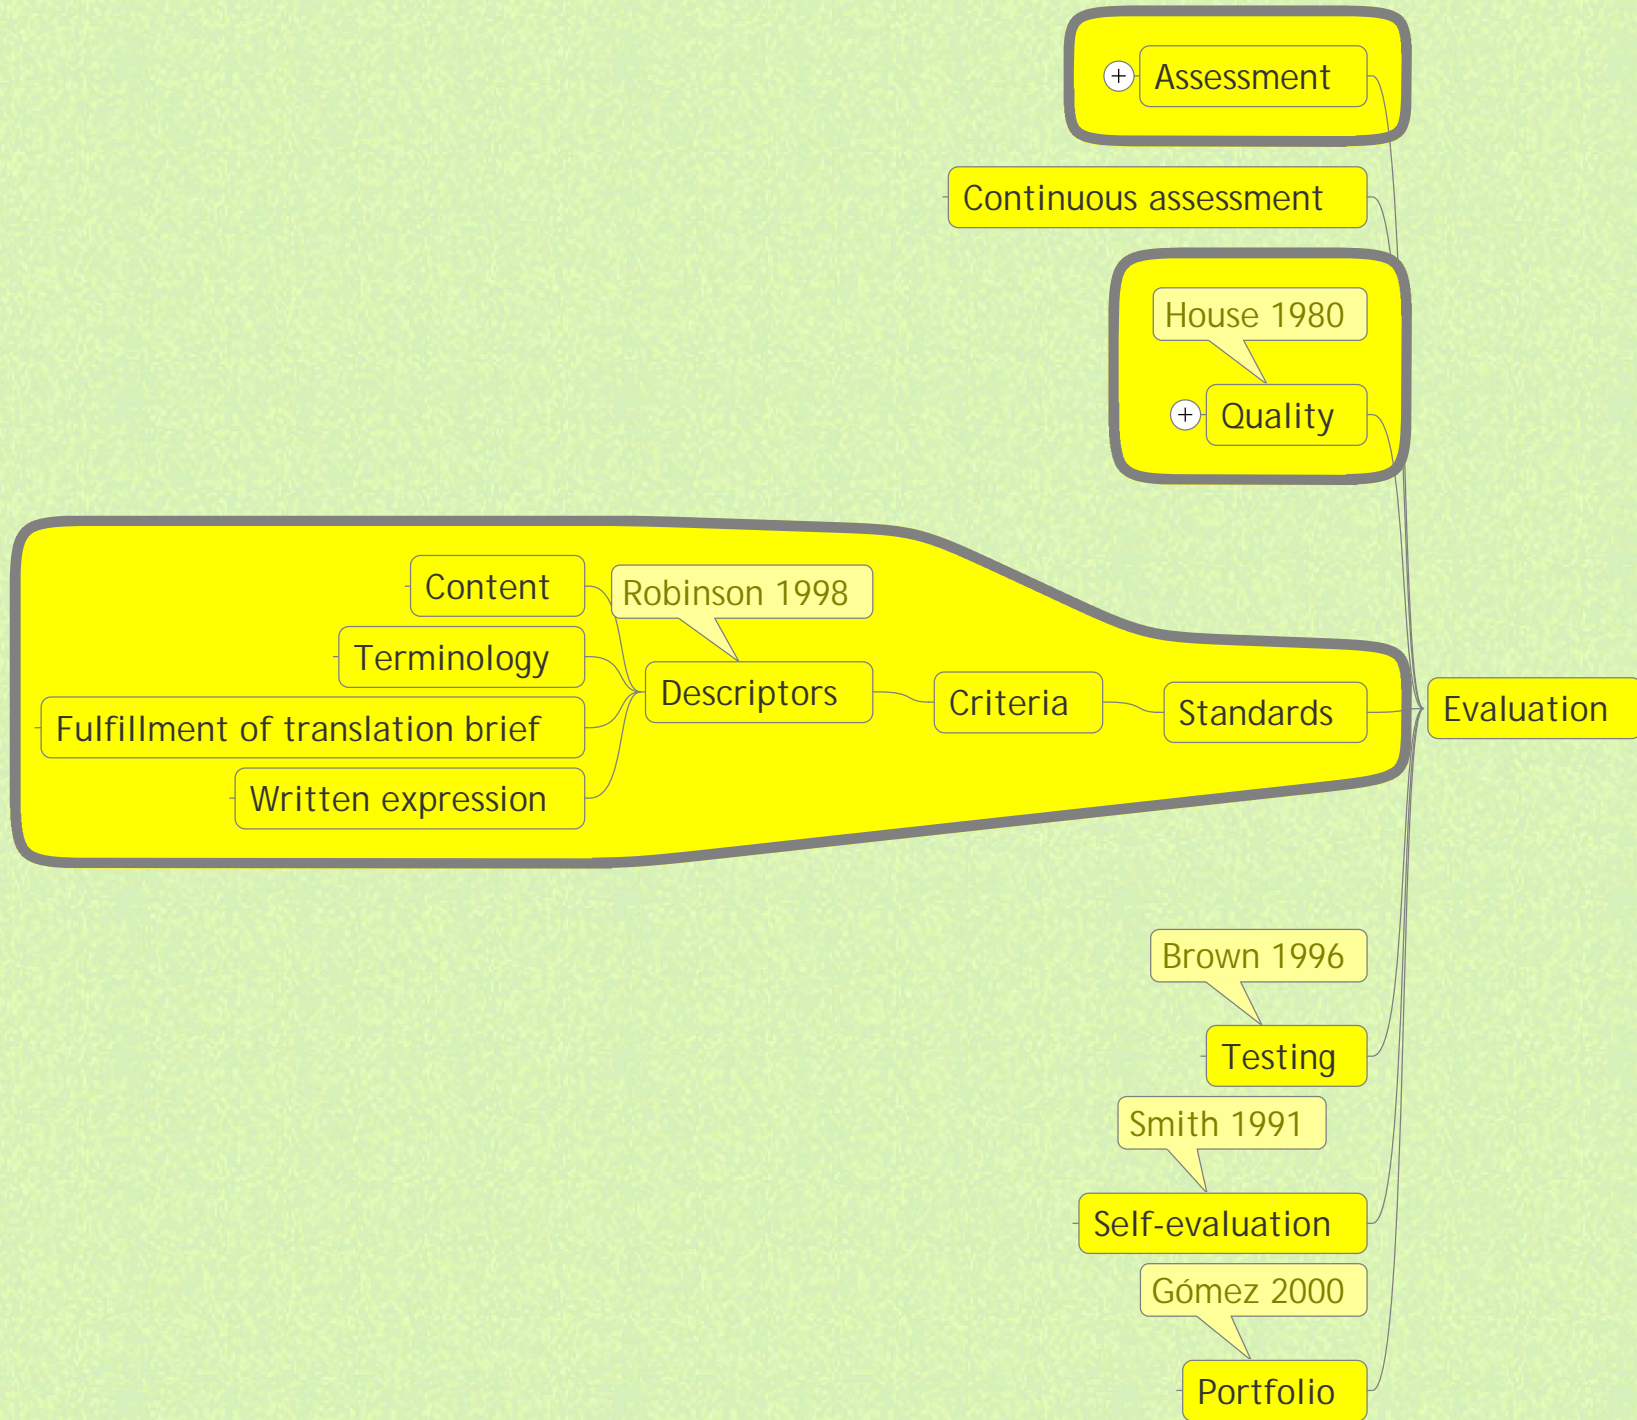 Assessment
Continuous assessment
House 1980
Quality
Content
Robinson 1998
Terminology
Descriptors
Criteria
Standards
Evaluation
Fulfillment of translation brief
Written expression
Brown 1996
Testing
Smith 1991
Self-evaluation
Gómez 2000
Portfolio